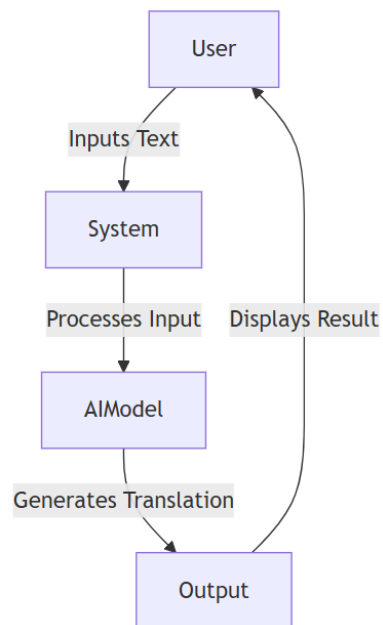 User
Inputs Text
System
Processes Input
Displays Result
AIModel
Generates Translation
Output